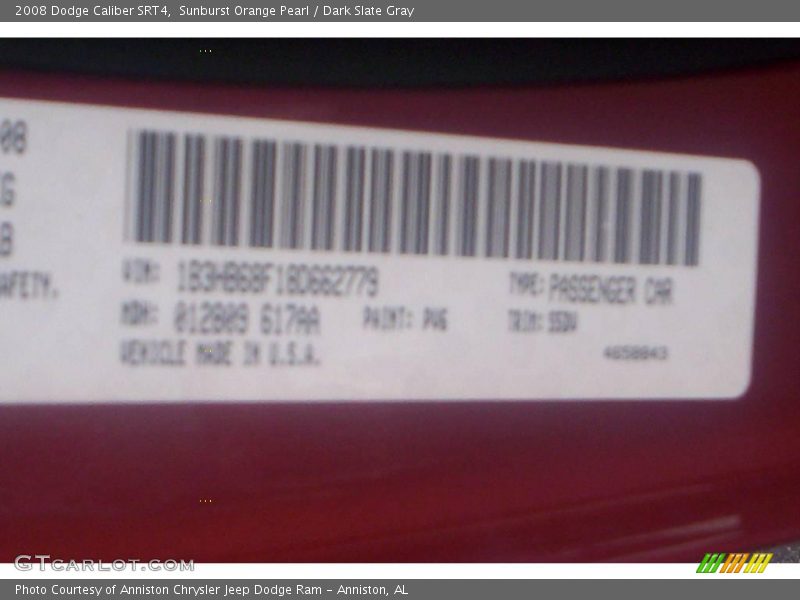 2008 Dodge Caliber SRT4, Sunburst Orange Pearl / Dark Slate Gray
08
G
B
AFETY.
VIN: 1B3HB68F18D662779
TYPE: PASSENGER CAR
MDH: 012809 617AA
PAINT: PV6
TRIM:
VEHICLE MADE IN U.S.A.
GTcarlot.com
Photo Courtesy of Anniston Chrysler Jeep Dodge Ram - Anniston, AL